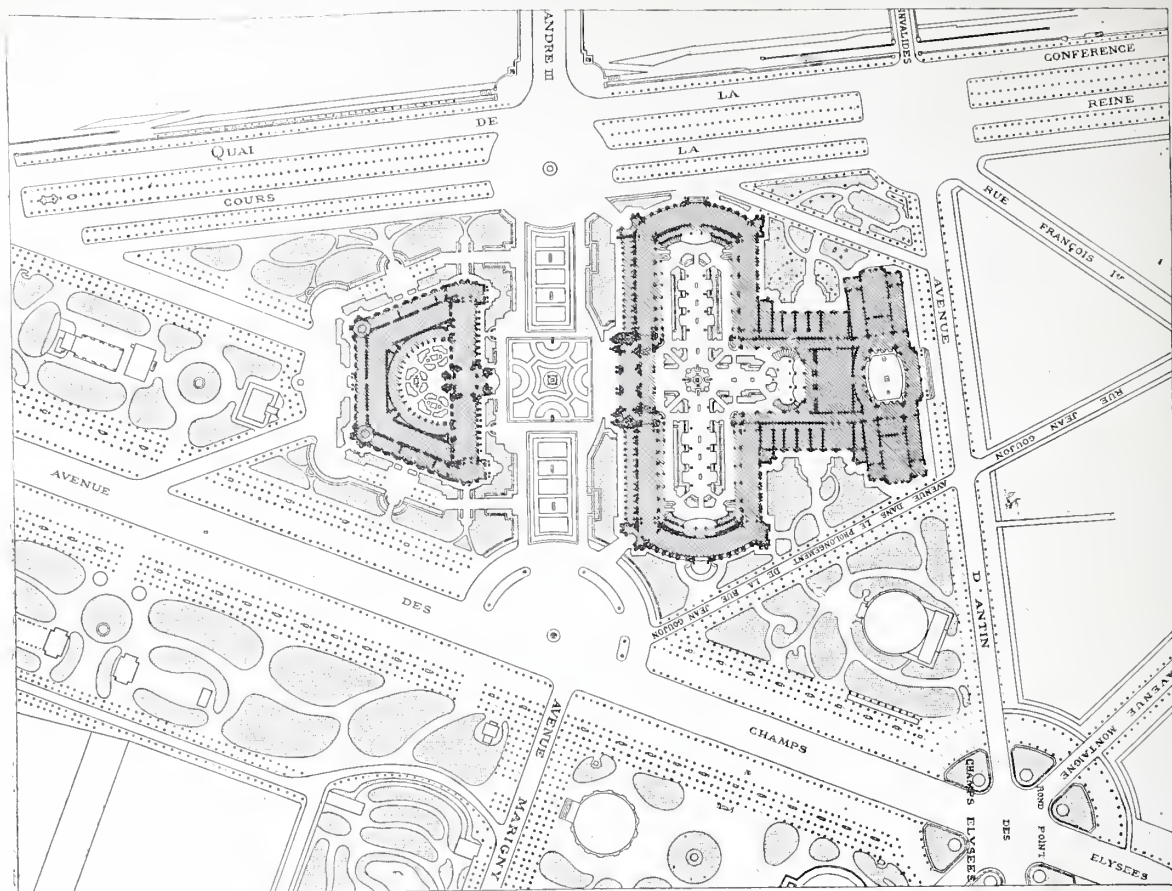 ANDRE III
INVALIDES
CONFERENCE
LA
DE
QUAI
REINE
LA
COURS
RUE FRANÇOIS 1er
AVENUE
RUE JEAN GOUJON
AVENUE
AVENUE DANS LE PROLONGEMENT DE LA RUE JEAN GOUJON
DES
D ANTIN
AVENUE MARIGNY
CHAMPS
AVENUE MONTAIGNE
CHAMPS ELYSEES
ROND POINT
DES
ELYSEES